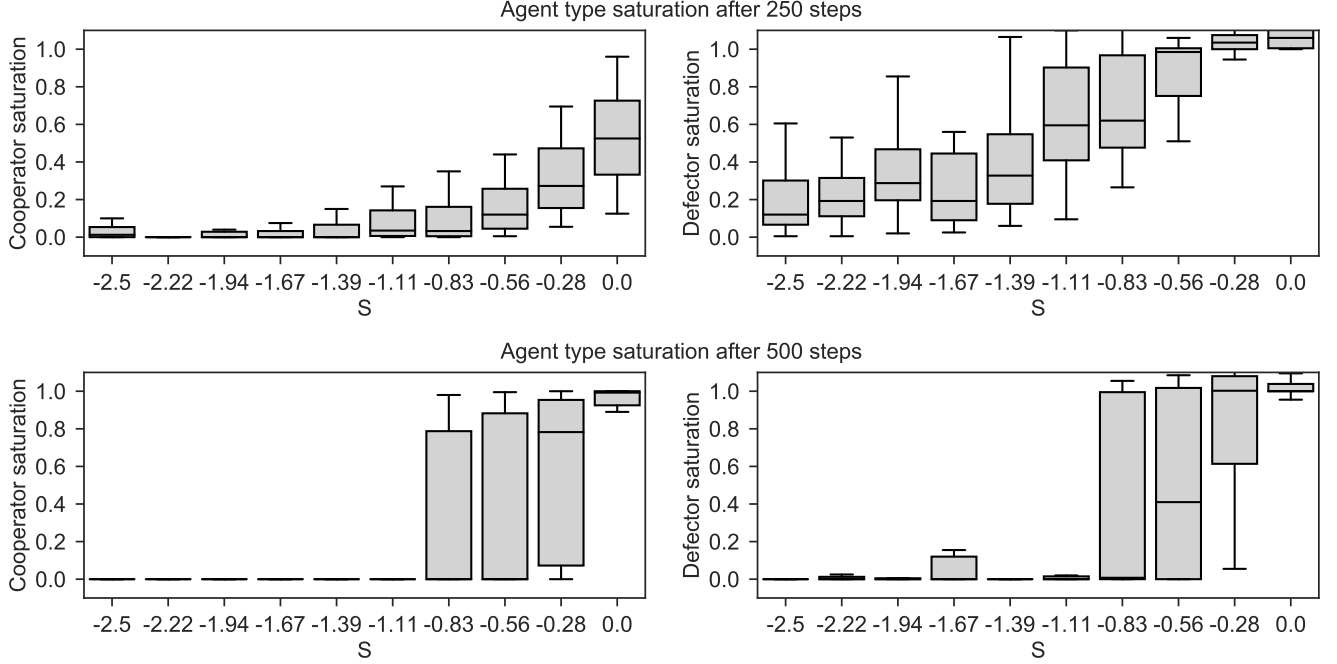 Agent type saturation after 250 steps
Cooperator saturation
1.0
0.8
0.6
0.4
0.2
0.0
-2.5 -2.22 -1.94 -1.67 -1.39 -1.11 -0.83 -0.56 -0.28 0.0
S
Defector saturation
1.0
0.8
0.6
0.4
0.2
0.0
-2.5 -2.22 -1.94 -1.67 -1.39 -1.11 -0.83 -0.56 -0.28 0.0
S
Agent type saturation after 500 steps
Cooperator saturation
1.0
0.8
0.6
0.4
0.2
0.0
-2.5 -2.22 -1.94 -1.67 -1.39 -1.11 -0.83 -0.56 -0.28 0.0
S
Defector saturation
1.0
0.8
0.6
0.4
0.2
0.0
-2.5 -2.22 -1.94 -1.67 -1.39 -1.11 -0.83 -0.56 -0.28 0.0
S